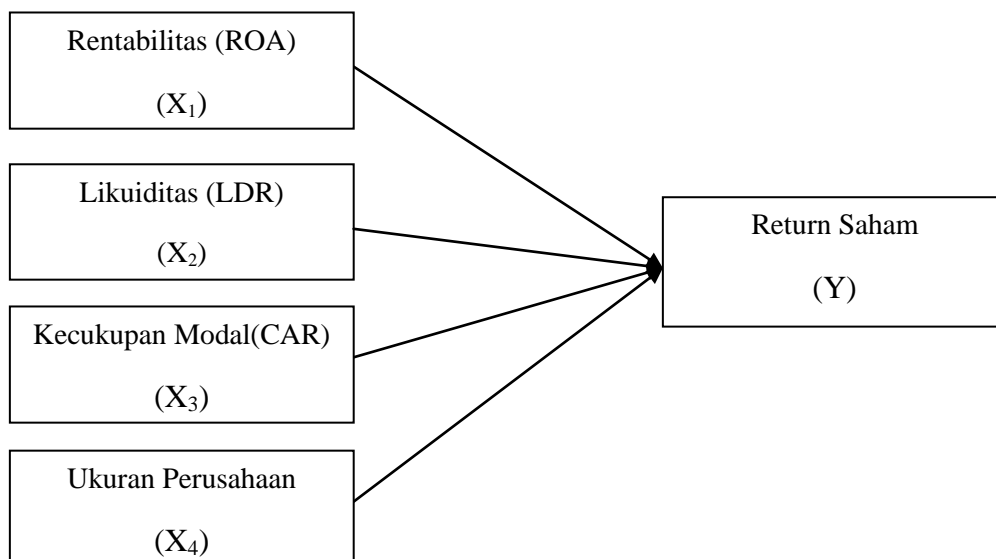 Rentabilitas (ROA)
(X₁)
Likuiditas (LDR)
(X₂)
Kecukupan Modal(CAR)
(X₃)
Ukuran Perusahaan
(X₄)
Return Saham
(Y)